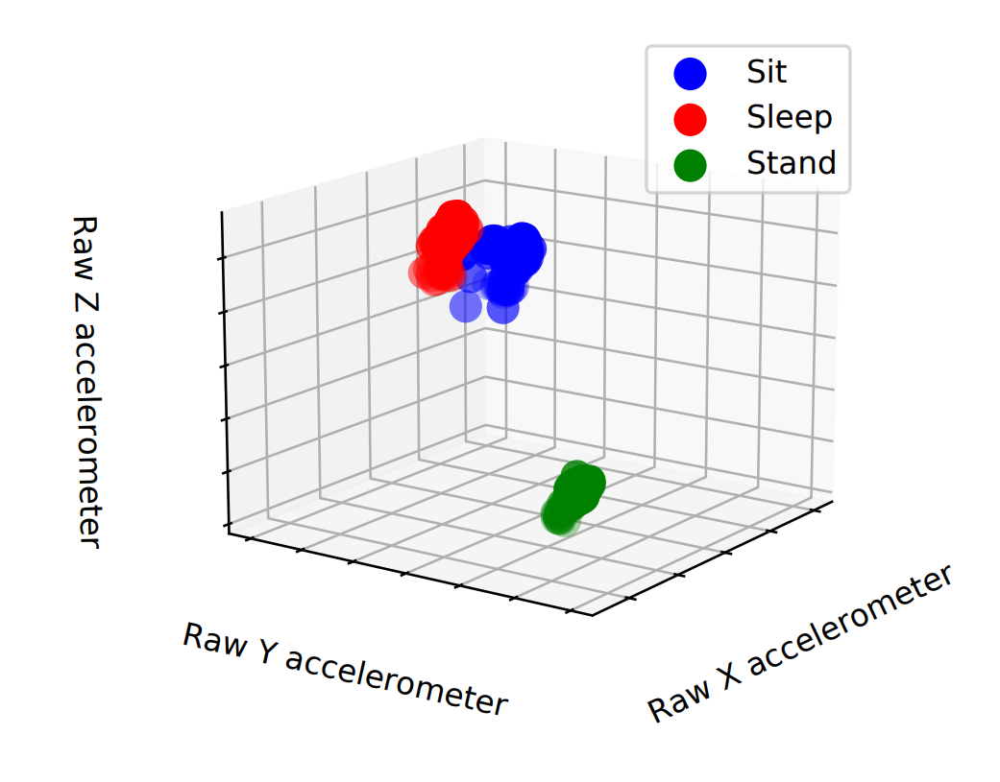 Sit
Sleep
Stand
Raw Z accelerometer
Raw Y accelerometer
Raw X accelerometer